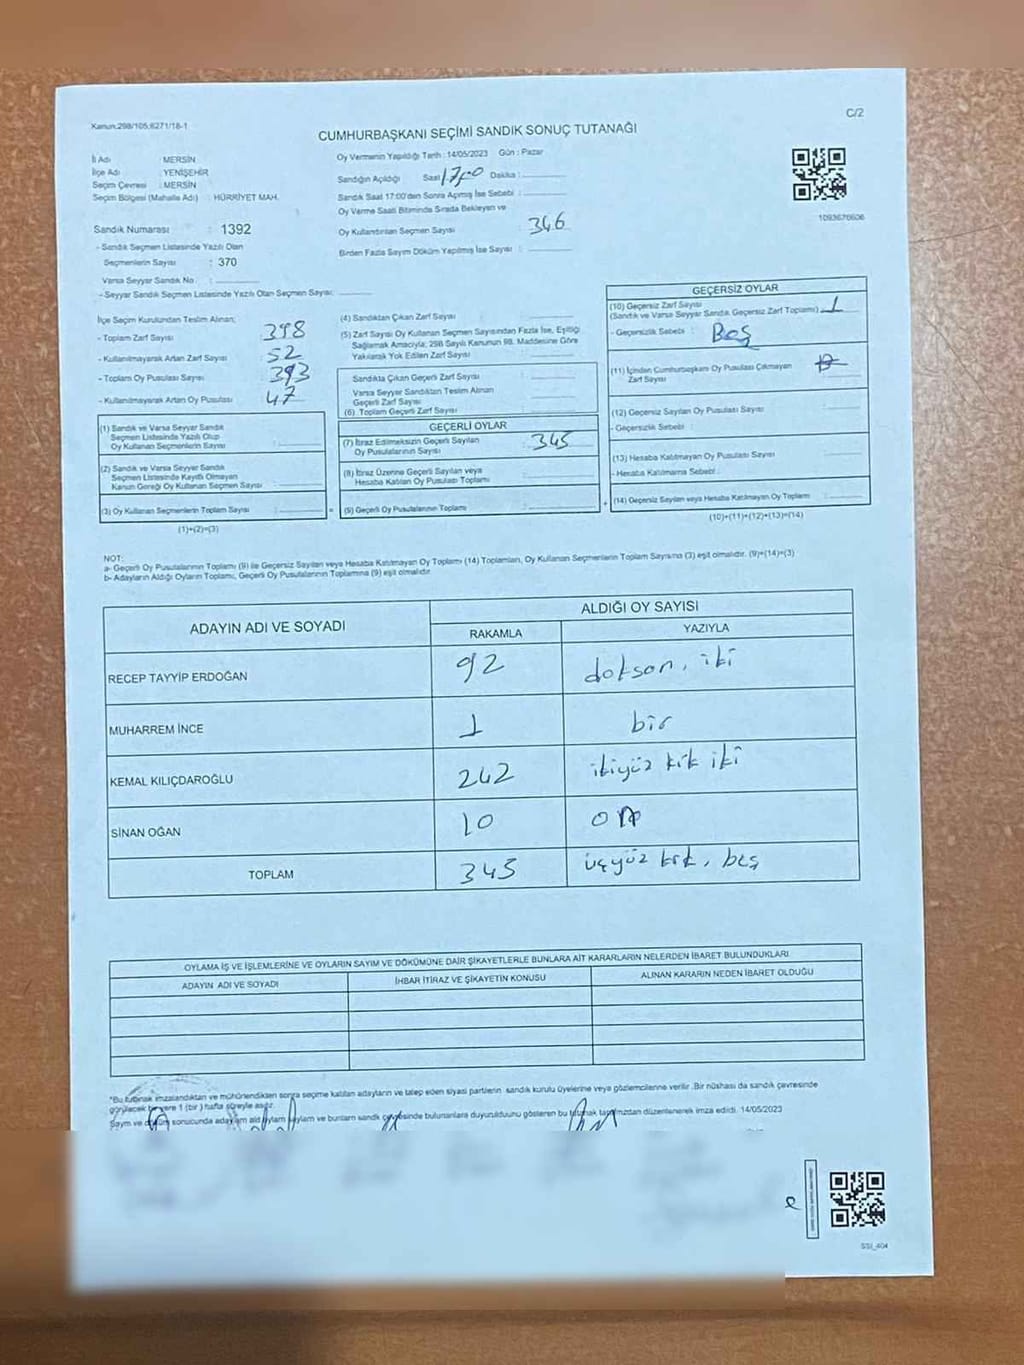 Kanun:298/105;6271/18-1
C/2
CUMHURBAŞKANI SEÇİMİ SANDIK SONUÇ TUTANAĞI
İl Adı : MERSİN
İlçe Adı : YENİŞEHİR
Seçim Çevresi : MERSİN
Seçim Bölgesi (Mahalle Adı) : HÜRRİYET MAH.
Sandık Numarası : 1392
- Sandık Seçmen Listesinde Yazılı Olan
Seçmenlerin Sayısı : 370
Varsa Seyyar Sandık No :
- Seyyar Sandık Seçmen Listesinde Yazılı Olan Seçmen Sayısı:
Oy Vermenin Yapıldığı Tarih : 14/05/2023 Gün : Pazar
Sandığın Açıldığı Saat 17:00 Dakika :
Sandık Saat 17:00'den Sonra Açımış İse Sebebi :
Oy Verme Saati Bitiminde Sırada Bekleyen ve
Oy Kullandırılan Seçmen Sayısı : 346
Birden Fazla Sayım Döküm Yapılmış İse Sayısı :
1093676606
İlçe Seçim Kurulundan Teslim Alınan;
- Toplam Zarf Sayısı 398
- Kullanılmayarak Artan Zarf Sayısı 52
- Toplam Oy Pusulası Sayısı 393
- Kullanılmayarak Artan Oy Pusulası 47
(1) Sandık ve Varsa Seyyar Sandık
Seçmen Listesinde Yazılı Olup
Oy Kullanan Seçmenlerin Sayısı :
(2) Sandık ve Varsa Seyyar Sandık
Seçmen Listesinde Kayıtlı Olmayan
Kanun Gereği Oy Kullanan Seçmen Sayısı :
(3) Oy Kullanan Seçmenlerin Toplam Sayısı :
(1)+(2)=(3)
(4) Sandıktan Çıkan Zarf Sayısı :
(5) Zarf Sayısı Oy Kullanan Seçmen Sayısından Fazla İse, Eşitliği
Sağlamak Amacıyla; 298 Sayılı Kanunun 98. Maddesine Göre
Yakılarak Yok Edilen Zarf Sayısı
Sandıkta Çıkan Geçerli Zarf Sayısı :
Varsa Seyyar Sandıktan Teslim Alınan
Geçerli Zarf Sayısı
(6) Toplam Geçerli Zarf Sayısı :
GEÇERLİ OYLAR
(7) İtiraz Edilmeksizin Geçerli Sayılan
Oy Pusulasının Sayısı : 345
(8) İtiraz Üzerine Geçerli Sayılan veya
Hesaba Katılan Oy Pusulası Toplamı
(9) Geçerli Oy Pusulalarının Toplamı :
GEÇERSİZ OYLAR
(10) Geçersiz Zarf Sayısı
(Sandık ve Varsa Seyyar Sandık Geçersiz Zarf Toplamı) 1
- Geçersizlik Sebebi : Boş
(11) İçinden Cumhurbaşkanı Oy Pusulası Çıkmayan
Zarf Sayısı
(12) Geçersiz Sayılan Oy Pusulası Sayısı
- Geçersizlik Sebebi :
(13) Hesaba Katılmayan Oy Pusulası Sayısı
- Hesaba Katılmama Sebebi :
(14) Geçersiz Sayılan veya Hesaba Katılmayan Oy Toplamı
(10)+(11)+(12)+(13)=(14)
NOT:
a- Geçerli Oy Pusulalarının Toplamı (9) ile Geçersiz Sayılan veya Hesaba Katılmayan Oy Toplamı (14) Toplamları, Oy Kullanan Seçmenlerin Toplam Sayısına (3) eşit olmalıdır. (9)+(14)=(3)
b- Adayların Aldığı Oyların Toplamı, Geçerli Oy Pusulalarının Toplamına (9) eşit olmalıdır.
ADAYIN ADI VE SOYADI ALDIĞI OY SAYISI
RAKAMLA YAZIYLA
RECEP TAYYİP ERDOĞAN 92 doksan, iki
MUHARREM İNCE 1 bir
KEMAL KILIÇDAROĞLU 242 ikiyüz kırk iki
SİNAN OĞAN 10 on
TOPLAM 345 üçyüz kırk, beş
OYLAMA İŞ VE İŞLEMLERİNE VE OYLARIN SAYIM VE DÖKÜMÜNE DAİR ŞİKAYETLERLE BUNLARA AİT KARARLARIN NELERDEN İBARET BULUNDUKLARI
ADAYIN ADI VE SOYADI İHBAR İTİRAZ VE ŞİKAYETİN KONUSU ALINAN KARARIN NEDEN İBARET OLDUĞU
*Bu tutanak imzalandıktan ve mühürlendikten sonra seçime katılan adayların ve talep eden siyasi partilerin sandık kurulu üyelerine veya gözlemcilerine verilir .Bir nüshası da sandık çevresinde
görülecek bir yere 1 (bir ) hafta süreyle asılır.
Sayım ve döküm sonucunda adayların aldıkları 14/05/2023
SSİ_404